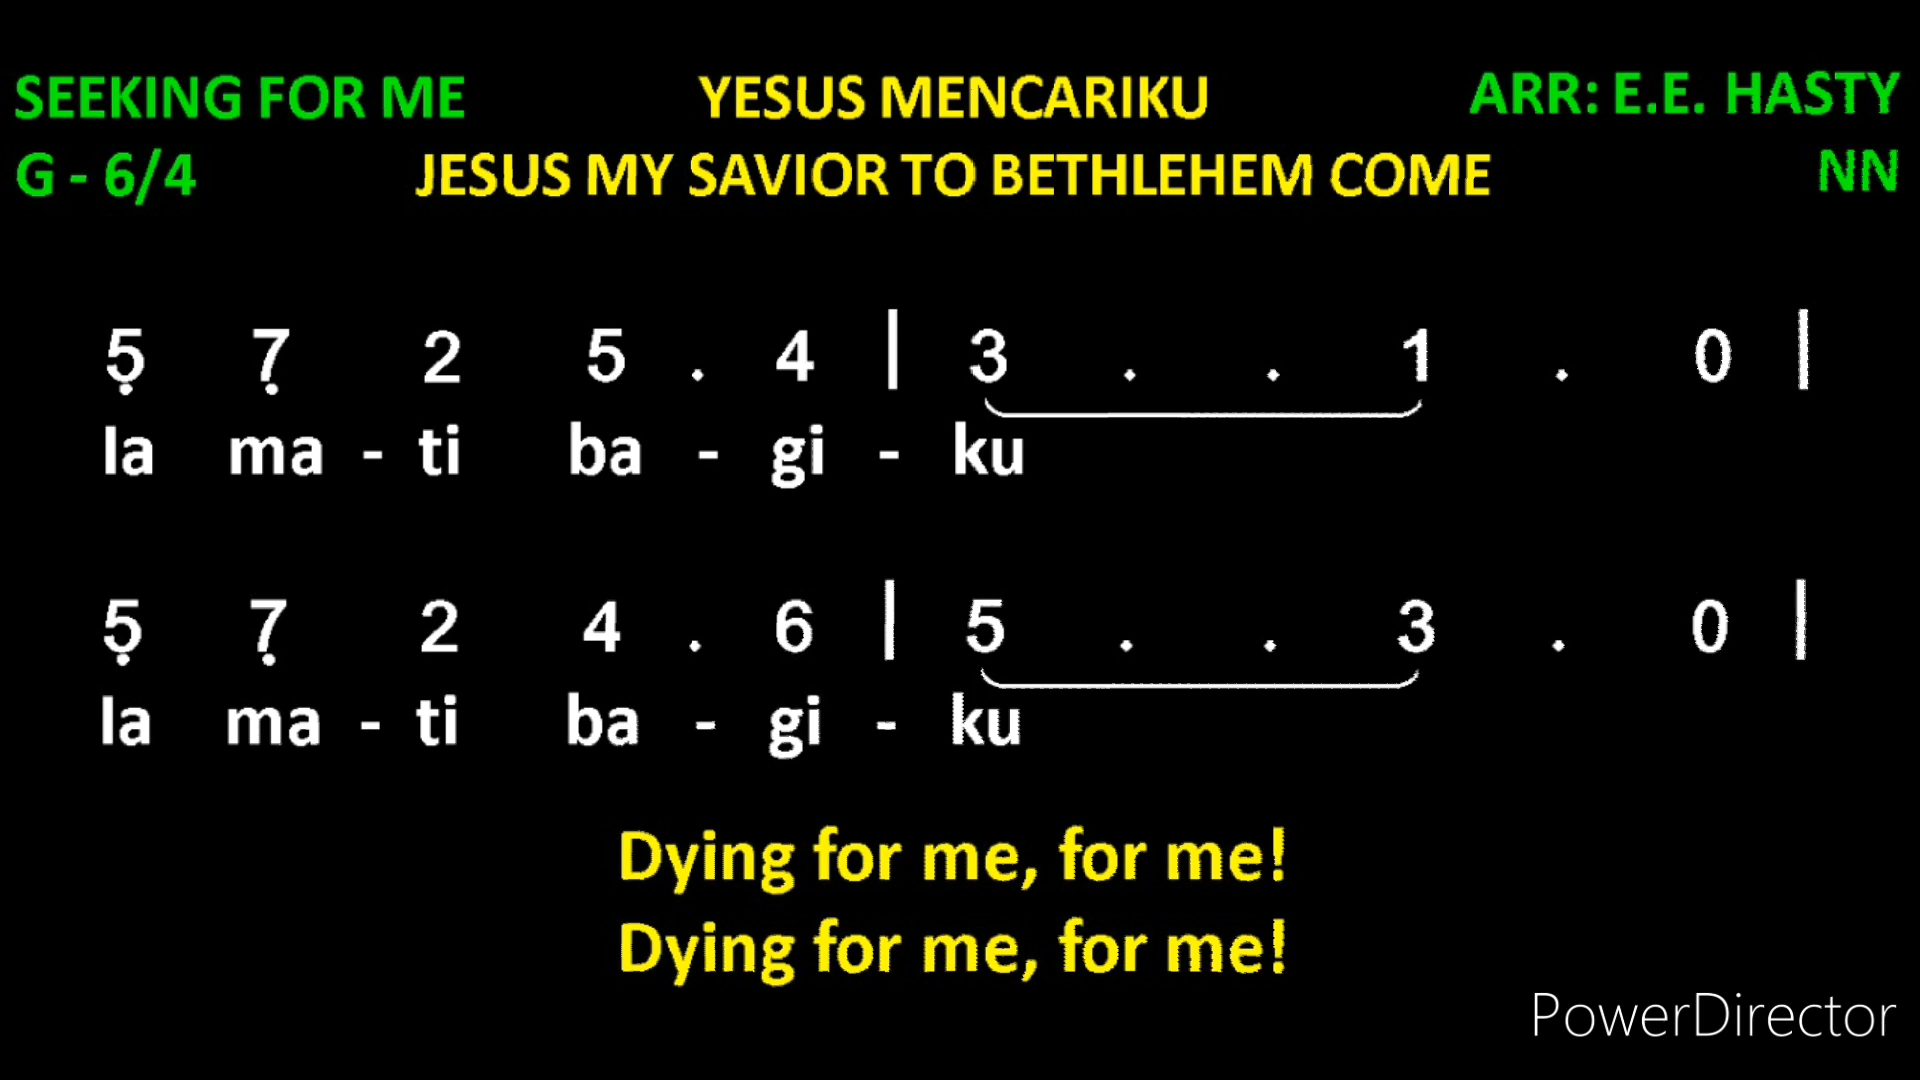 SEEKING FOR ME YESUS MENCARIKU ARR: E.E. HASTY
G - 6/4 JESUS MY SAVIOR TO BETHLEHEM COME NN
5̣ 7̣ 2 5 . 4 | 3 . . 1 . 0 |
la ma - ti ba - gi - ku
5̣ 7̣ 2 4 . 6 | 5 . . 3 . 0 |
la ma - ti ba - gi - ku
Dying for me, for me!
Dying for me, for me!
PowerDirector